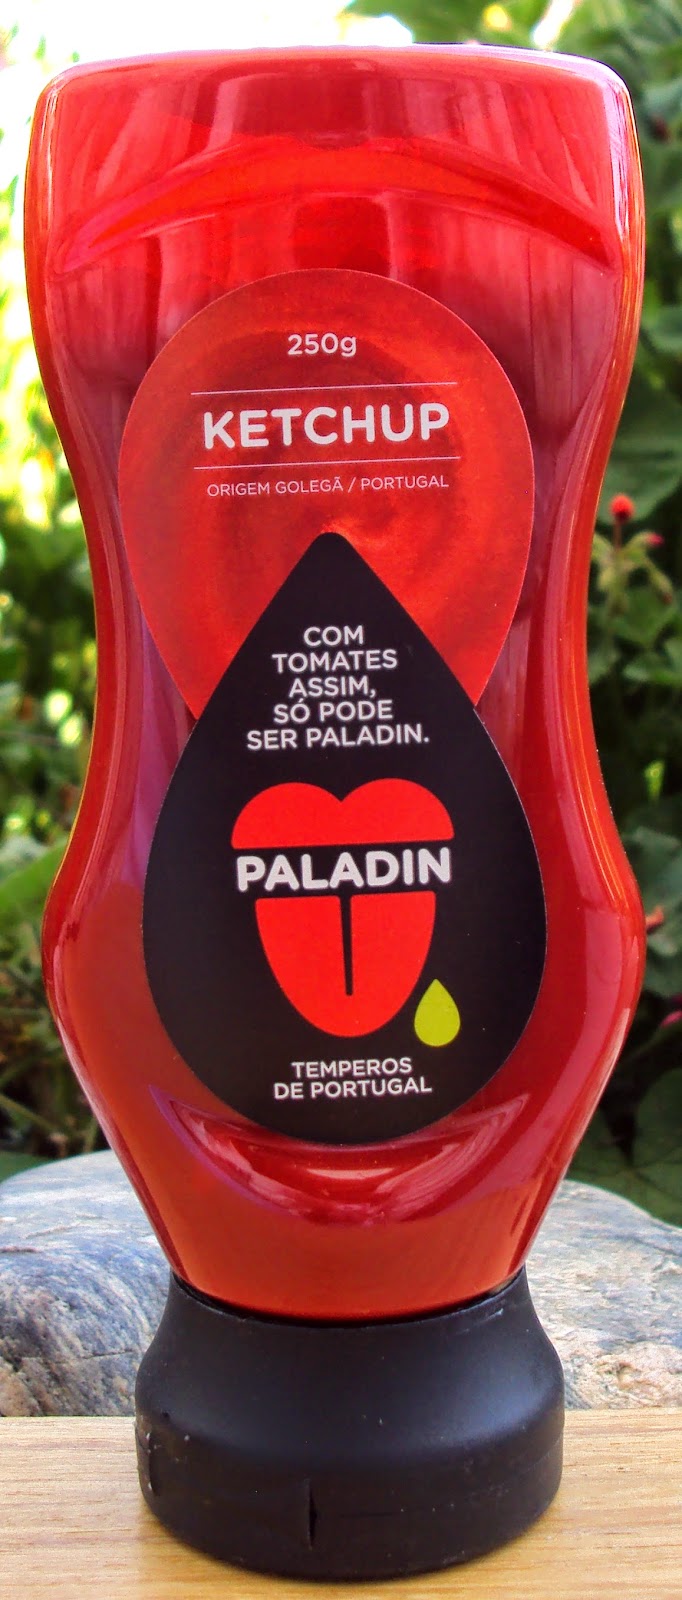 250g
KETCHUP
ORIGEM GOLEGÃ / PORTUGAL
COM
TOMATES
ASSIM,
SÓ PODE
SER PALADIN.
PALADIN
TEMPEROS
DE PORTUGAL